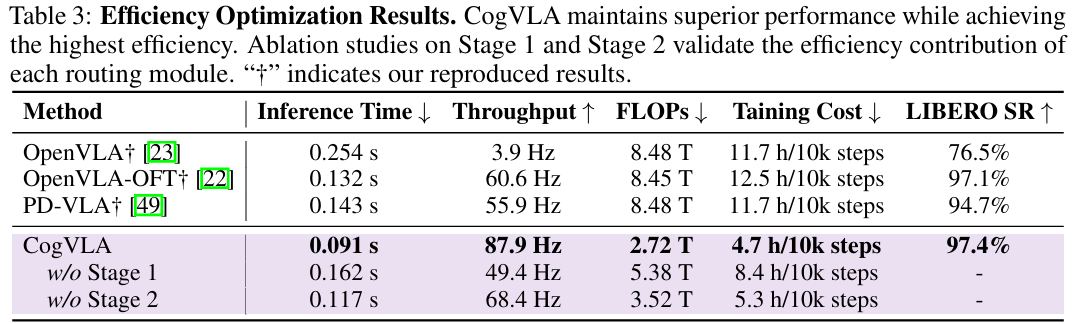 Table 3: Efficiency Optimization Results. CogVLA maintains superior performance while achieving
the highest efficiency. Ablation studies on Stage 1 and Stage 2 validate the efficiency contribution of
each routing module. “†” indicates our reproduced results.
Method Inference Time ↓ Throughput ↑ FLOPs ↓ Taining Cost ↓ LIBERO SR ↑
OpenVLA† [23] 0.254 s 3.9 Hz 8.48 T 11.7 h/10k steps 76.5%
OpenVLA-OFT† [22] 0.132 s 60.6 Hz 8.45 T 12.5 h/10k steps 97.1%
PD-VLA† [49] 0.143 s 55.9 Hz 8.48 T 11.7 h/10k steps 94.7%
CogVLA 0.091 s 87.9 Hz 2.72 T 4.7 h/10k steps 97.4%
w/o Stage 1 0.162 s 49.4 Hz 5.38 T 8.4 h/10k steps -
w/o Stage 2 0.117 s 68.4 Hz 3.52 T 5.3 h/10k steps -